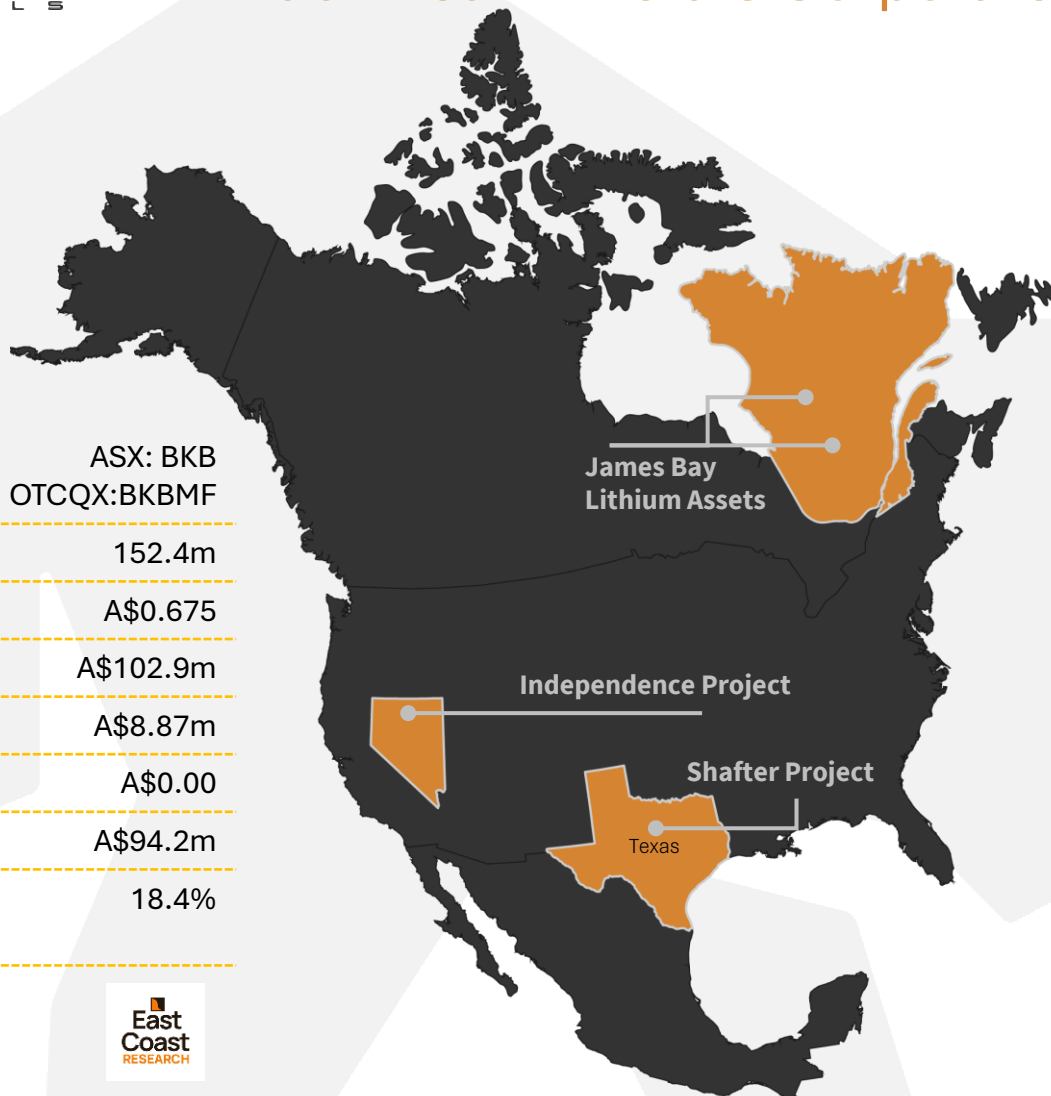 L S
ASX: BKB
OTCQX:BKBMF
152.4m
A$0.675
A$102.9m
A$8.87m
A$0.00
A$94.2m
18.4%
James Bay
Lithium Assets
Independence Project
Shafter Project
Texas
East
Coast
RESEARCH